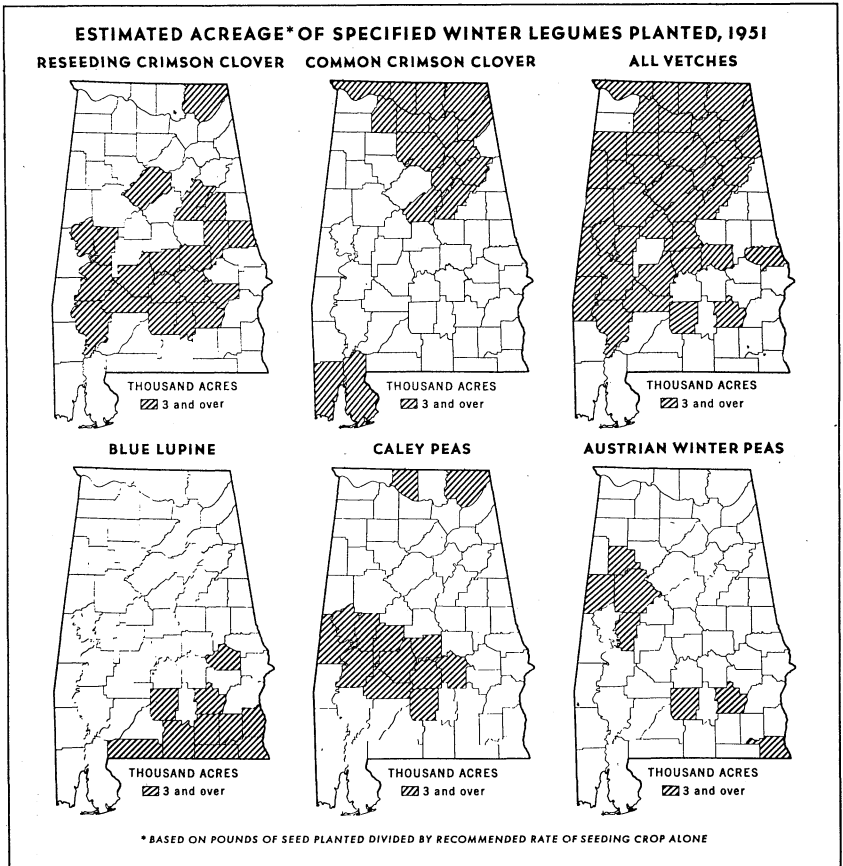 ESTIMATED ACREAGE* OF SPECIFIED WINTER LEGUMES PLANTED, 1951
RESEEDING CRIMSON CLOVER
COMMON CRIMSON CLOVER
ALL VETCHES
THOUSAND ACRES
3 and over
THOUSAND ACRES
3 and over
THOUSAND ACRES
3 and over
BLUE LUPINE
CALEY PEAS
AUSTRIAN WINTER PEAS
THOUSAND ACRES
3 and over
THOUSAND ACRES
3 and over
THOUSAND ACRES
3 and over
* BASED ON POUNDS OF SEED PLANTED DIVIDED BY RECOMMENDED RATE OF SEEDING CROP ALONE